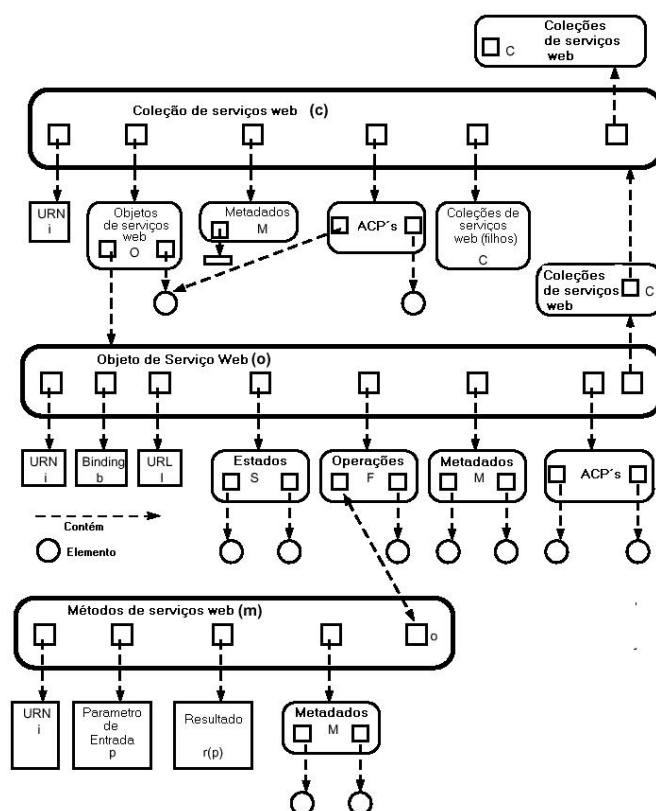 Coleções
de serviços
web
C
Coleção de serviços web (c)
URN
i
Objetos
de serviços
web
O
Metadados
M
ACP´s
Coleções de
serviços
web (filhos)
C
Coleções
de serviços
web
C
Objeto de Serviço Web (o)
URN
i
Binding
b
URL
l
Estados
S
Operações
F
Metadados
M
ACP´s
Contém
Elemento
Métodos de serviços web (m)
o
URN
i
Parametro
de
Entrada
p
Resultado
r(p)
Metadados
M